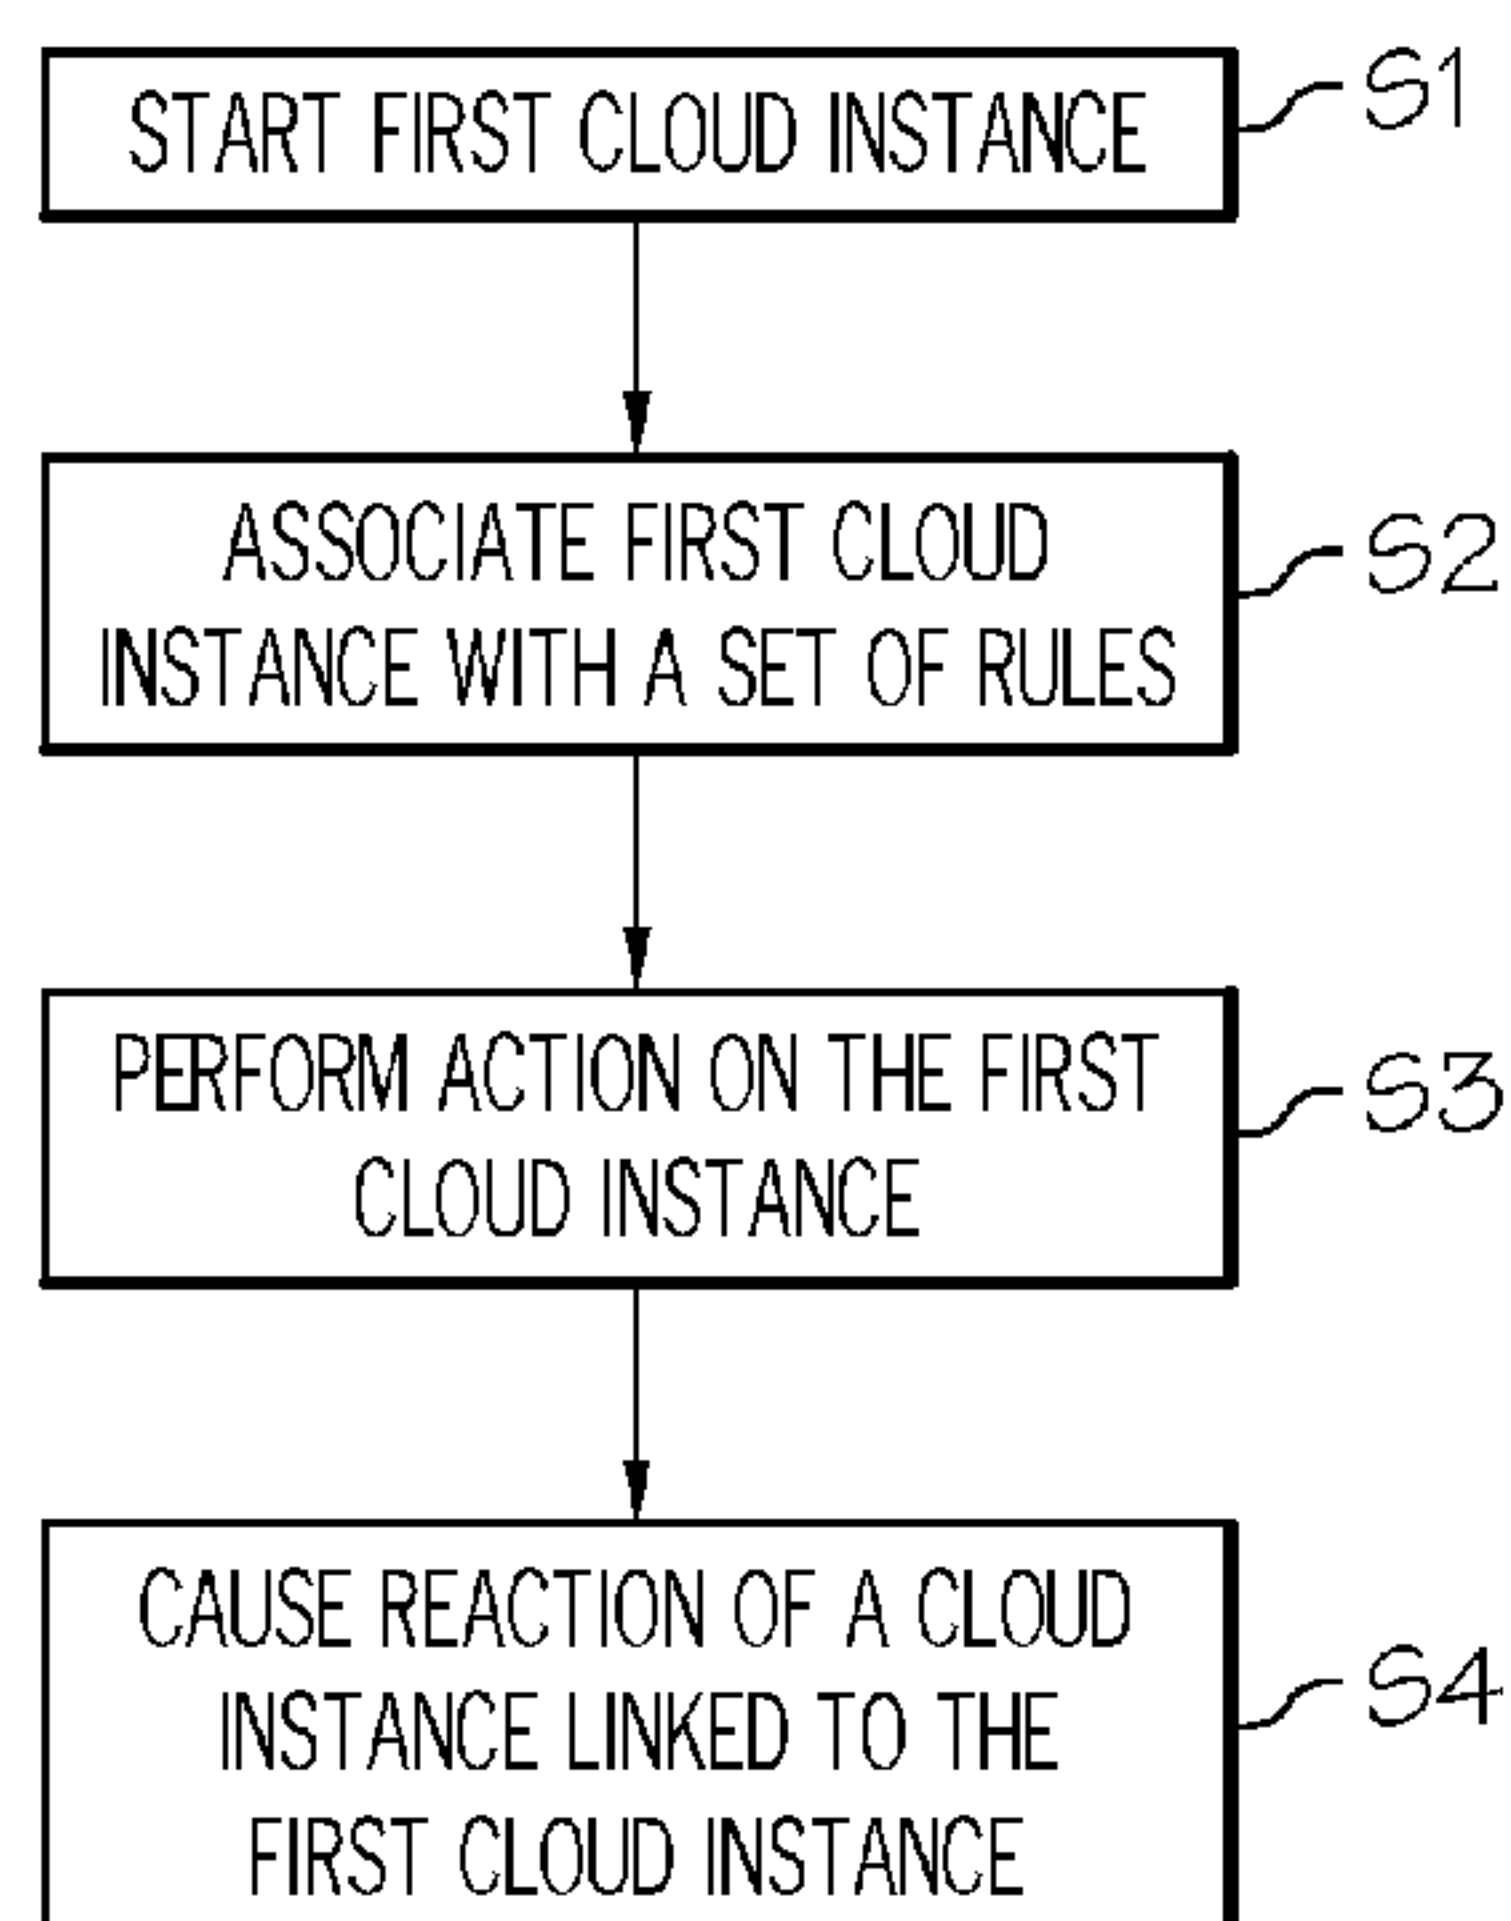 START FIRST CLOUD INSTANCE
S1
ASSOCIATE FIRST CLOUD
INSTANCE WITH A SET OF RULES
S2
PERFORM ACTION ON THE FIRST
CLOUD INSTANCE
S3
CAUSE REACTION OF A CLOUD
INSTANCE LINKED TO THE
FIRST CLOUD INSTANCE
S4